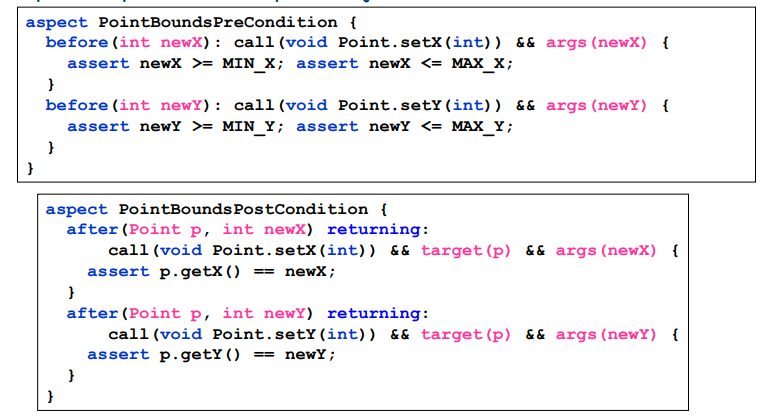 aspect PointBoundsPreCondition {
before(int newX): call(void Point.setX(int)) && args(newX) {
assert newX >= MIN_X; assert newX <= MAX_X;
}
before(int newY): call(void Point.setY(int)) && args(newY) {
assert newY >= MIN_Y; assert newY <= MAX_Y;
}
}
aspect PointBoundsPostCondition {
after(Point p, int newX) returning:
call(void Point.setX(int)) && target(p) && args(newX) {
assert p.getX() == newX;
}
after(Point p, int newY) returning:
call(void Point.setY(int)) && target(p) && args(newY) {
assert p.getY() == newY;
}
}